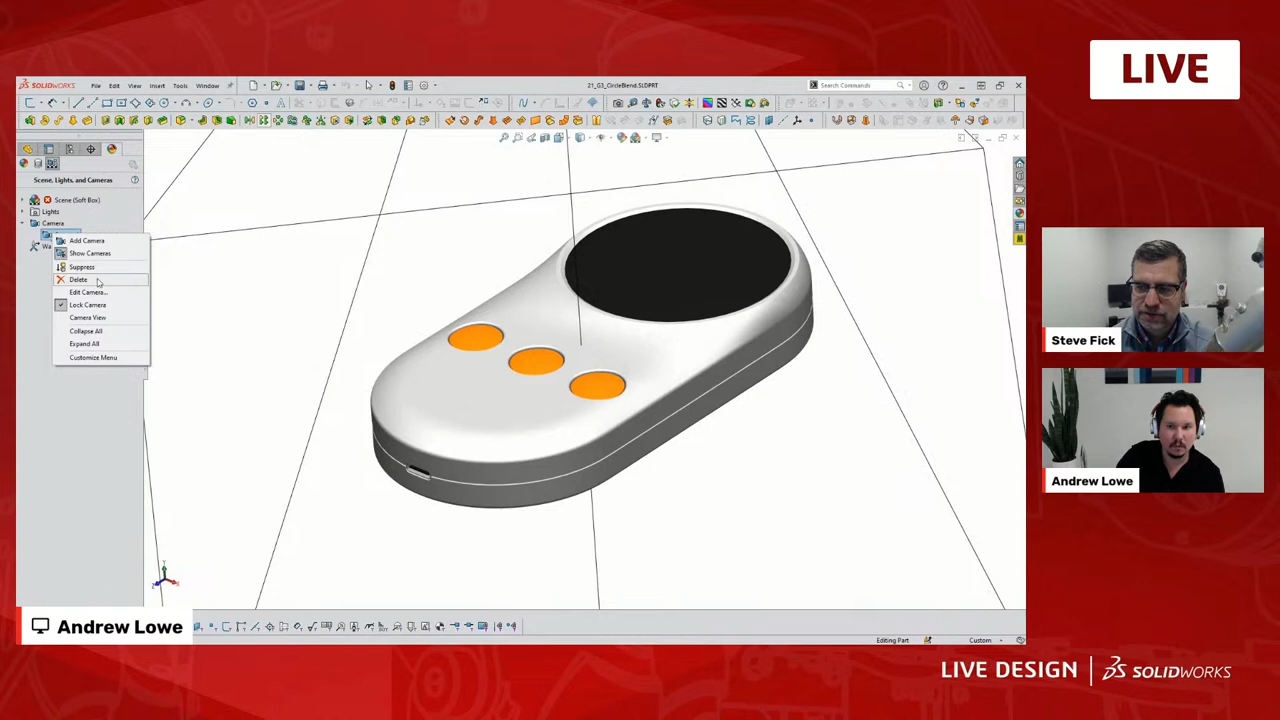 LIVE
SOLIDWORKS File Edit View Insert Tools Window
21_G3_CircleBlend.SLDPRT
Search Commands
Scene, Lights, and Cameras
Scene (Soft Box)
Lights
Camera
Wa
Add Camera
Show Cameras
Suppress
Delete
Edit Camera...
Lock Camera
Camera View
Collapse All
Expand All
Customize Menu
Steve Fick
Andrew Lowe
Andrew Lowe
Editing Part
Custom
LIVE DESIGN | SOLIDWORKS